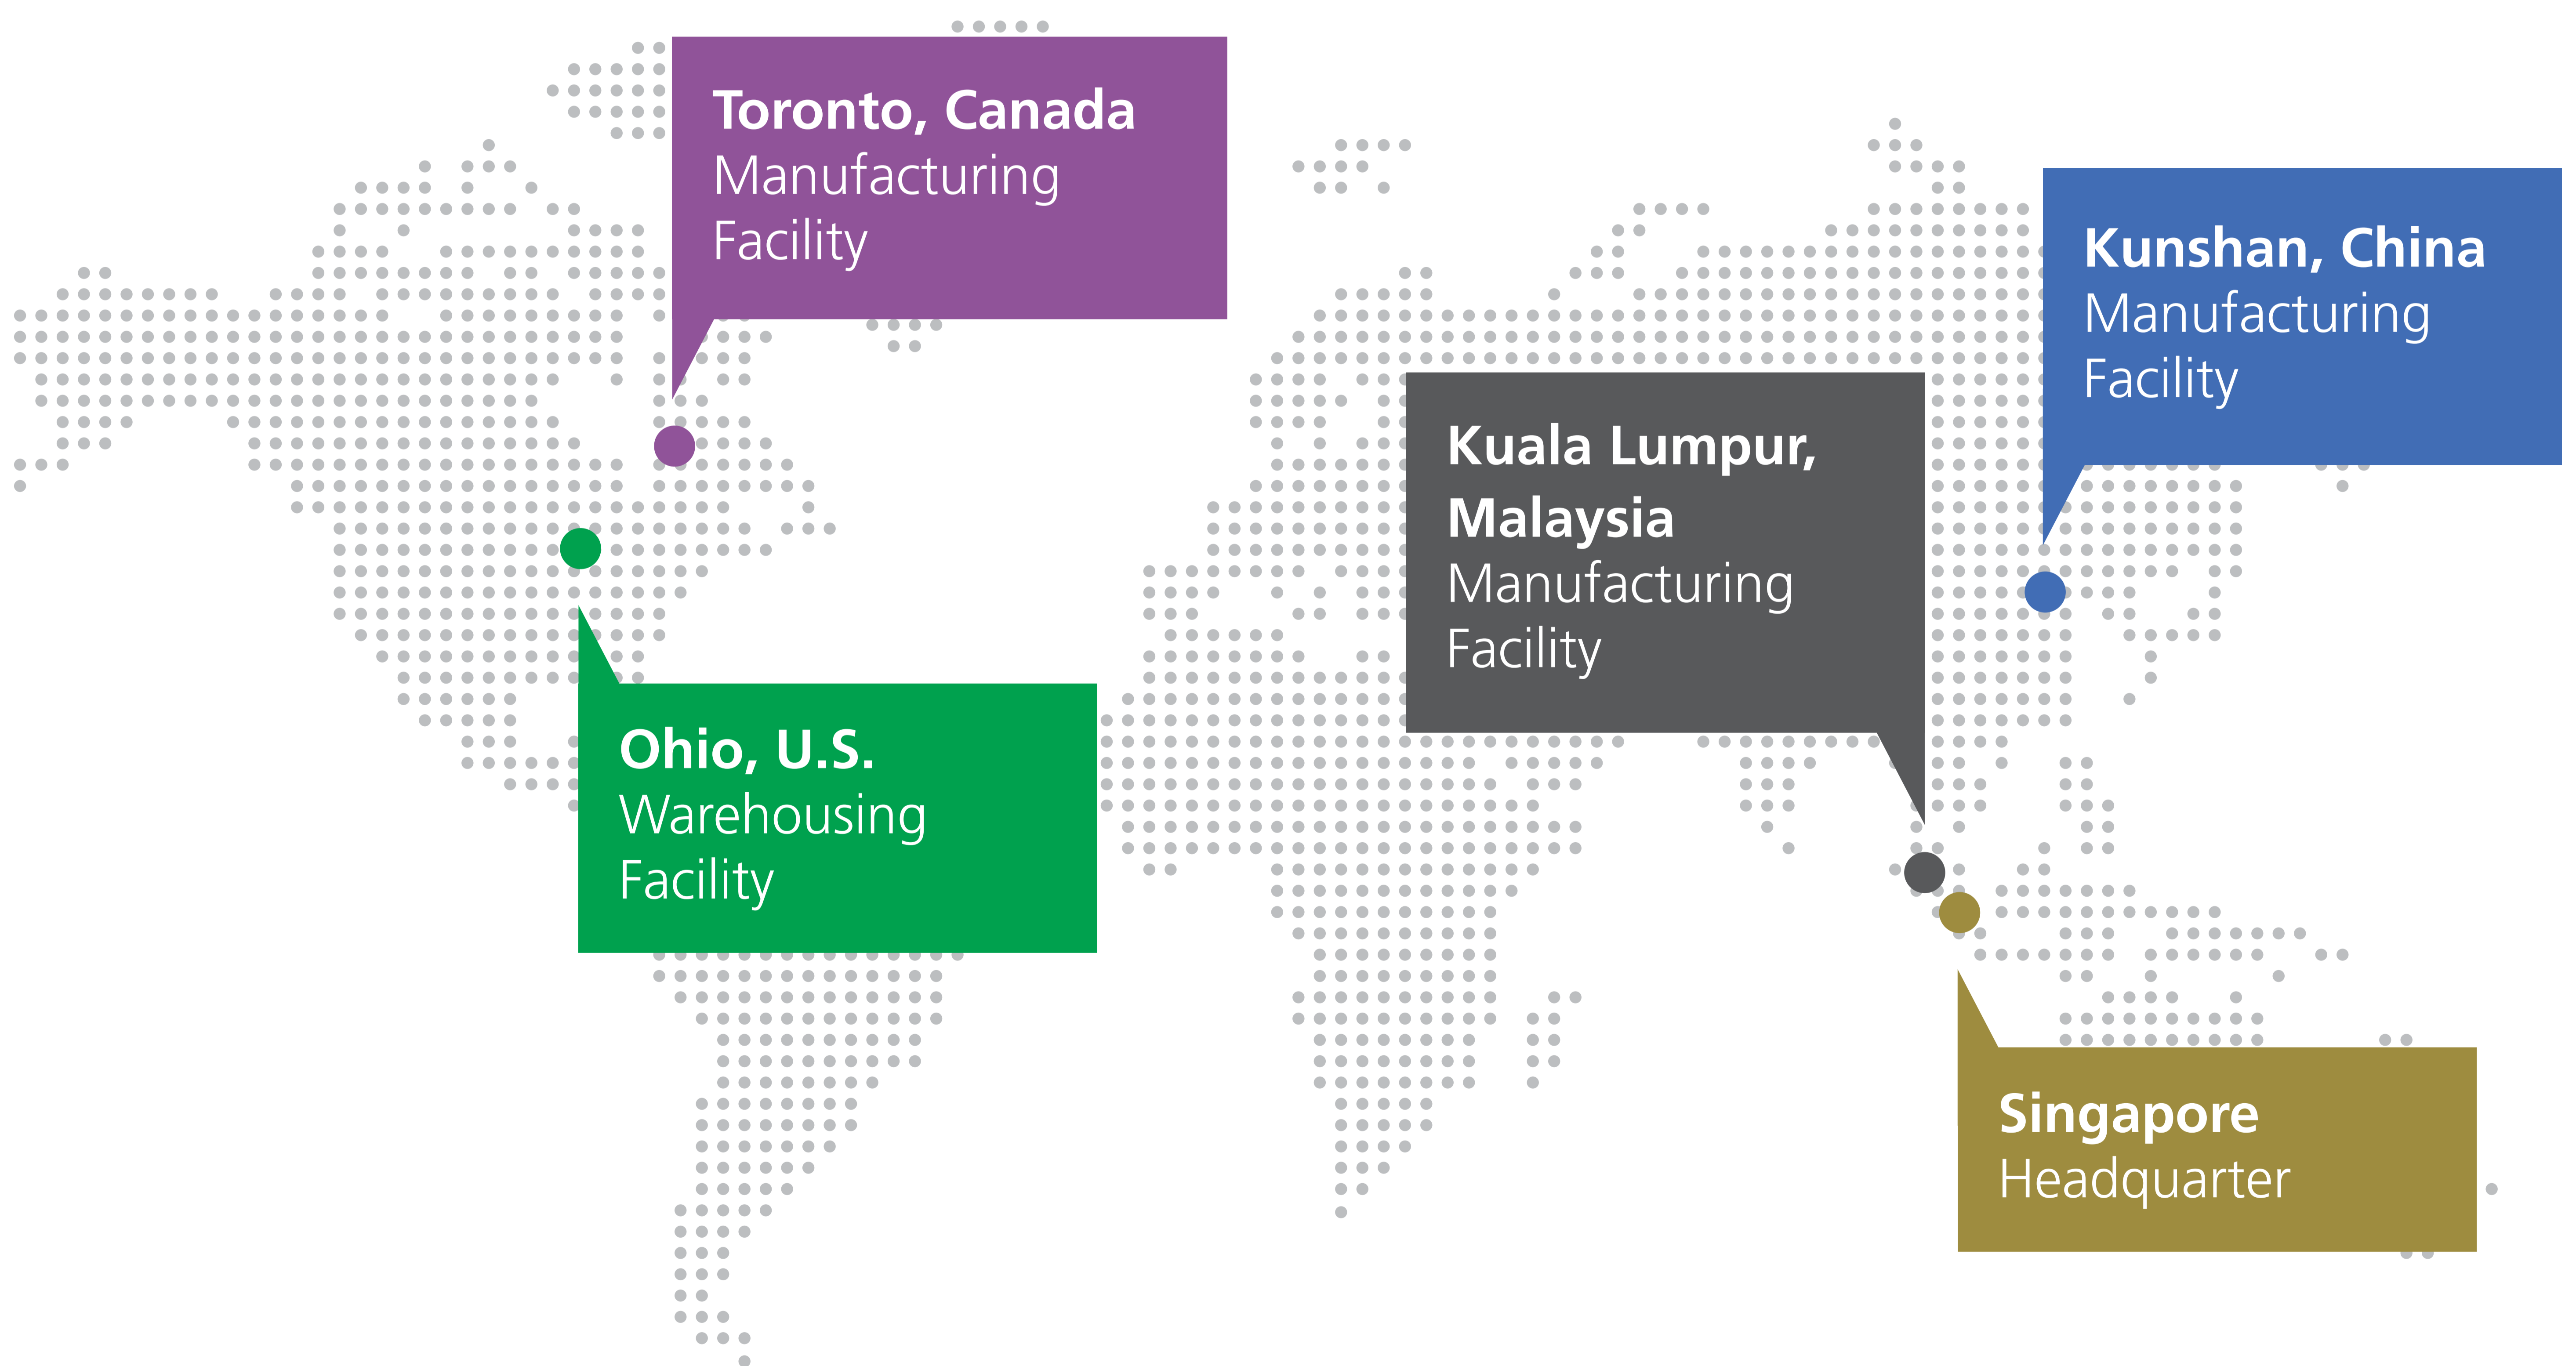 Toronto, Canada
Manufacturing
Facility
Kunshan, China
Manufacturing
Facility
Kuala Lumpur,
Malaysia
Manufacturing
Facility
Ohio, U.S.
Warehousing
Facility
Singapore
Headquarter